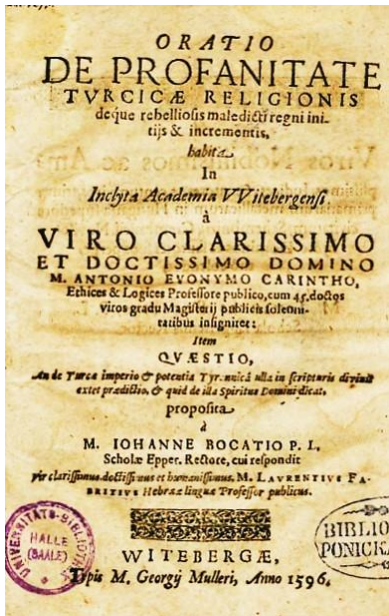 ORATIO
DE PROFANITATE
TVRCICÆ RELIGIONIS
deque rebelliosis maledicti regni ini-
tijs & incrementis,
habita
In
Inclyta Academia VVitebergensi
à
VIRO CLARISSIMO
ET DOCTISSIMO DOMINO
M. ANTONIO EVONYMO CARINTHO,
Ethices & Logices Professore publico, cum 45. doctos
viros gradu Magisterij publicis solenni-
tatibus insigniret:
Item
QVÆSTIO,
An de Turcæ imperio & potentia Tyrannica ulla in scripturis divinis
extet prædictio, & quid de illa Spiritus Domini dicat,
proposita
à
M. IOHANNE BOCATIO P. L.
Scholæ Epper. Rectore, cui respondit
vir clarissimus doctissimus et humanissimus. M. LAVRENTIVS FA-
BRITIVS Hebrææ linguæ Professor publicus.
UNIVERSITÄTS-BIBLIO
HALLE
(SAALE)
BIBLIO
PONICKA
WITEBERGÆ,
Typis M. Georgij Mulleri, Anno 1596.